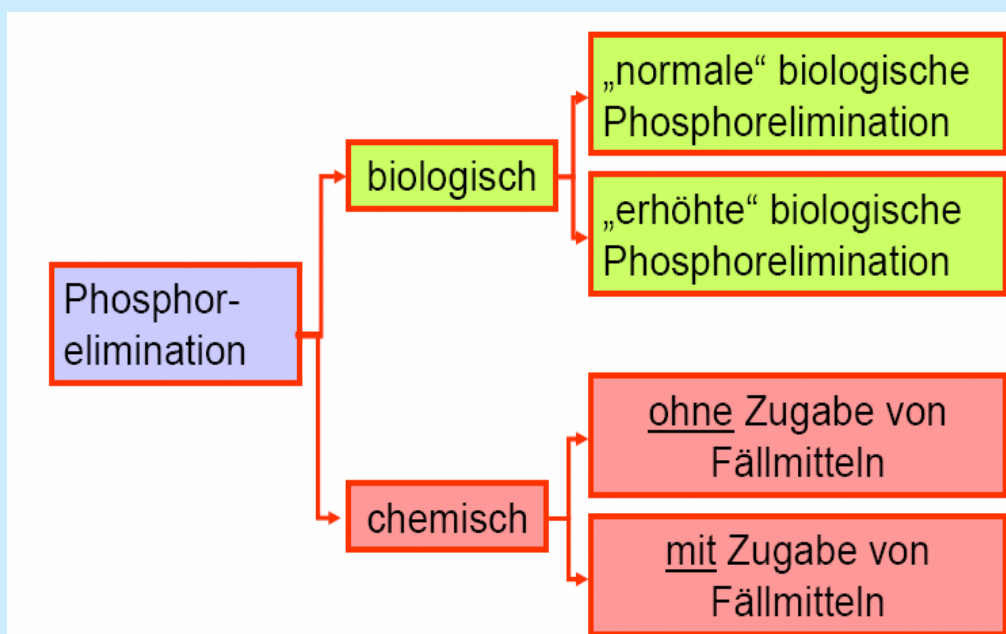 Phosphor-
elimination
biologisch
„normale“ biologische
Phosphorelimination
„erhöhte“ biologische
Phosphorelimination
chemisch
ohne Zugabe von
Fällmitteln
mit Zugabe von
Fällmitteln